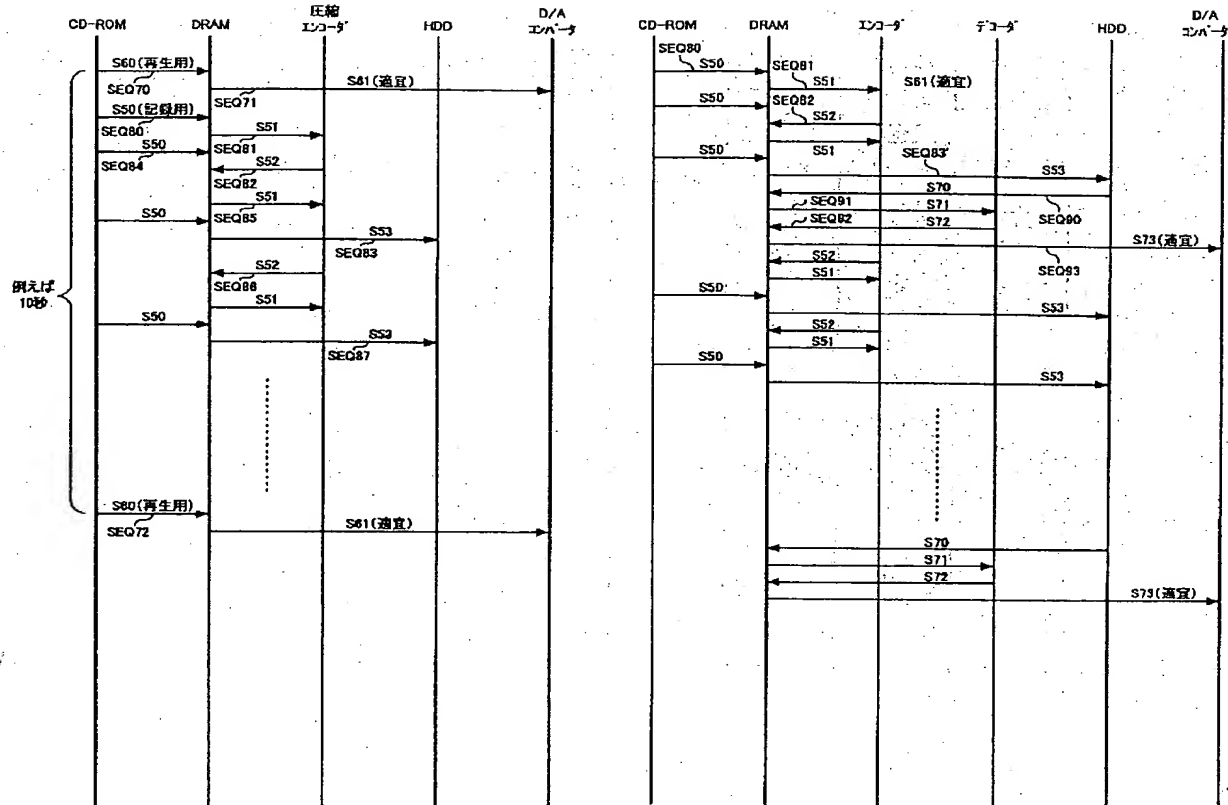 CD-ROM
DRAM
圧縮
エンコーダ
HDD
D/A
コンバータ
S60(再生用)
SEQ70
S61(適宜)
SEQ71
S50(記録用)
SEQ80
S51
SEQ81
S50
SEQ84
S52
SEQ82
S51
SEQ85
S50
S53
SEQ83
S52
SEQ86
例えば
10秒
S51
S50
S53
SEQ87
S60(再生用)
SEQ72
S61(適宜)
CD-ROM
DRAM
エンコーダ
デコーダ
HDD
D/A
コンバータ
SEQ80
S50
SEQ81
S51
S61(適宜)
S50
SEQ82
S52
S51
S50
SEQ83
S53
S70
SEQ90
SEQ91
S71
SEQ92
S72
S73(適宜)
SEQ93
S52
S51
S50
S53
S52
S51
S50
S53
S70
S71
S72
S73(適宜)